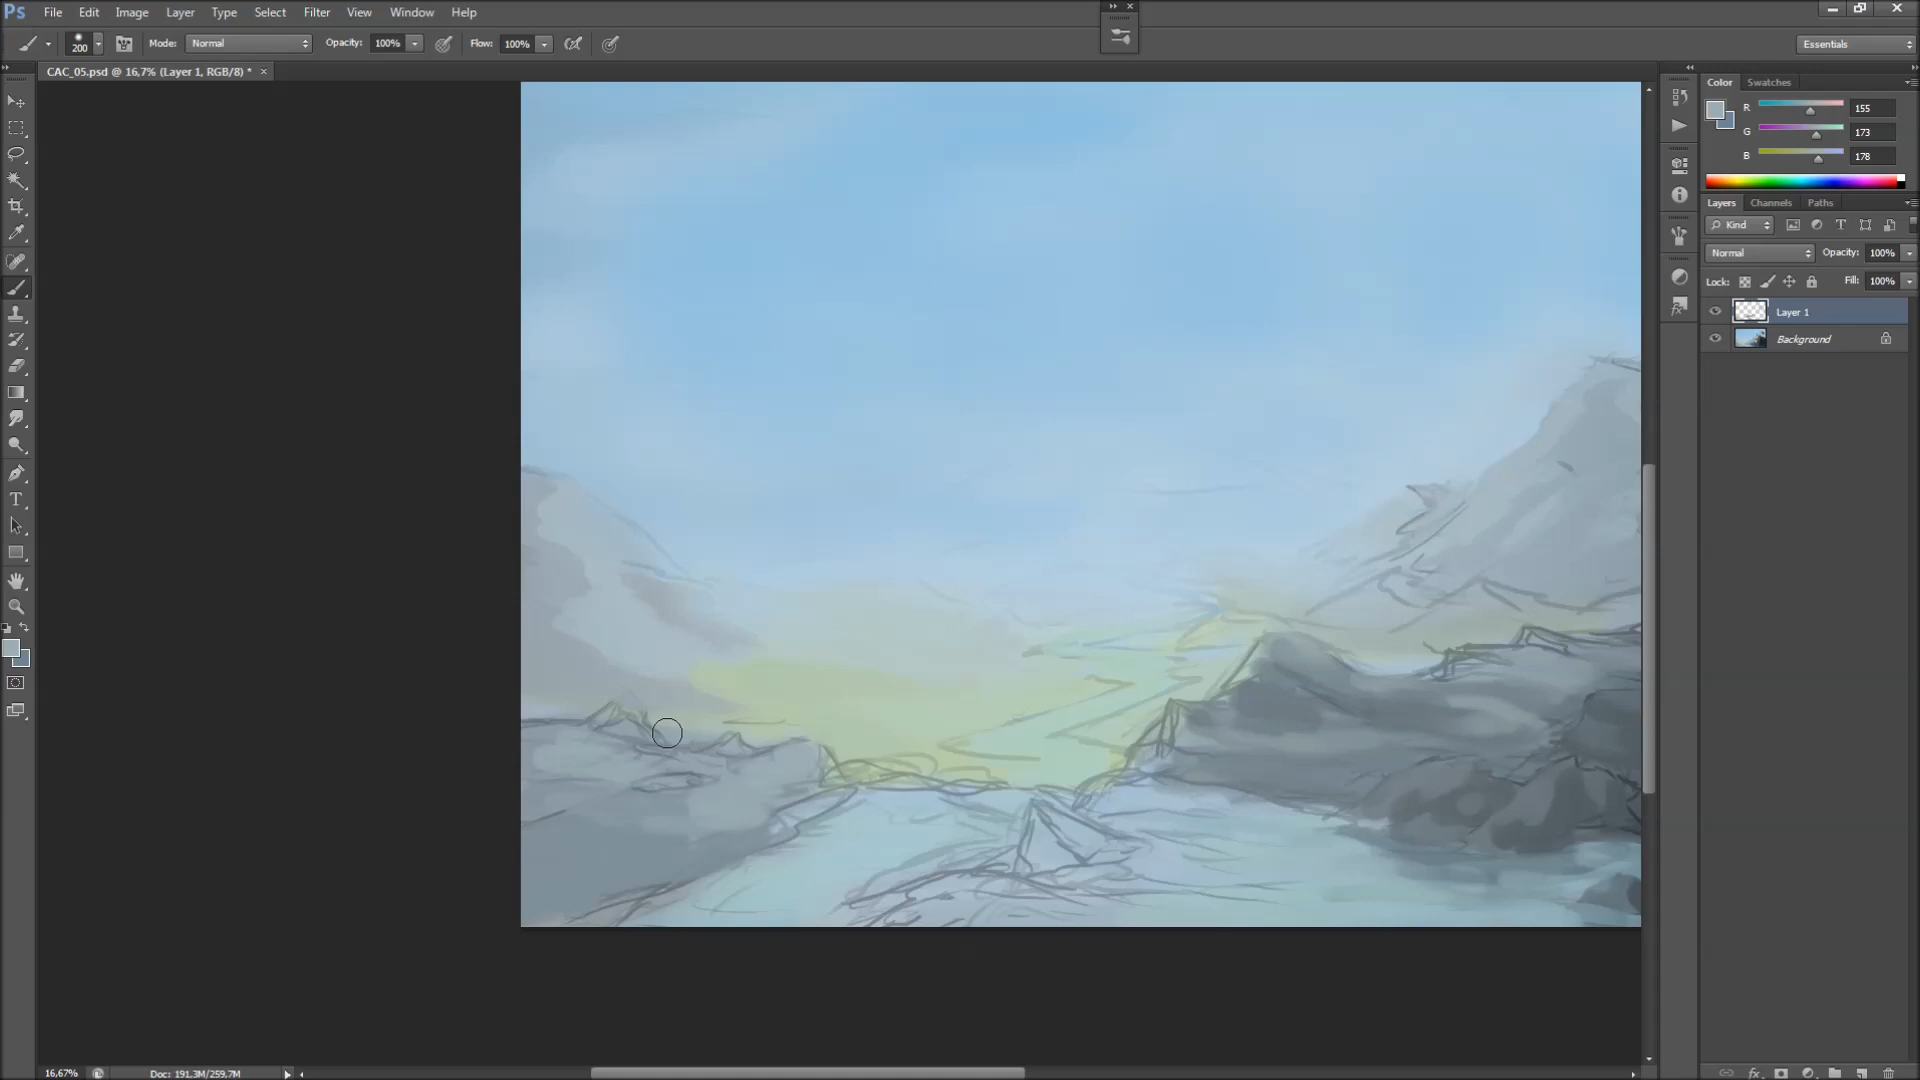 Ps File Edit Image Layer Type Select Filter View Window Help
200 Mode: Normal Opacity: 100% Flow: 100% Essentials
CAC_05.psd @ 16,7% (Layer 1, RGB/8) * ×
Color Swatches
R 155
G 173
B 178
Layers Channels Paths
Kind
Normal Opacity: 100%
Lock: Fill: 100%
Layer 1
Background
16,67% Doc: 191,3M/259,7M